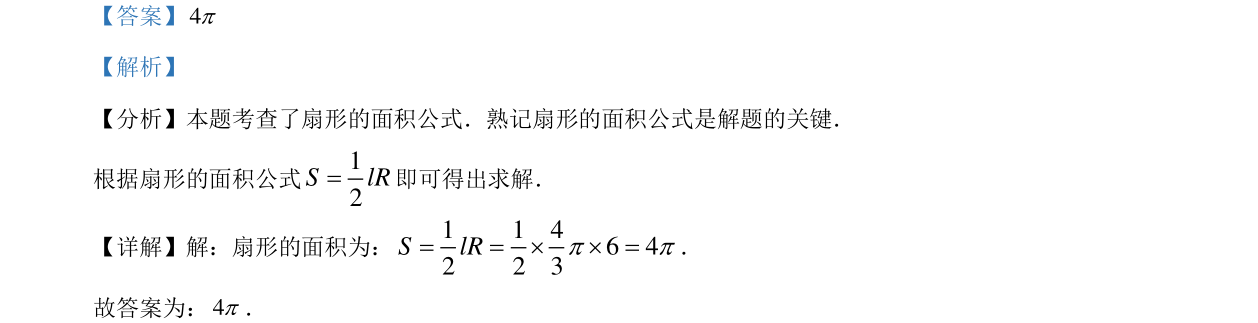 【答案】4π
【解析】
【分析】本题考查了扇形的面积公式．熟记扇形的面积公式是解题的关键．
根据扇形的面积公式 S = 1/2 lR 即可得出求解．
【详解】解：扇形的面积为：S = 1/2 lR = 1/2 × 4/3 π × 6 = 4π．
故答案为：4π．